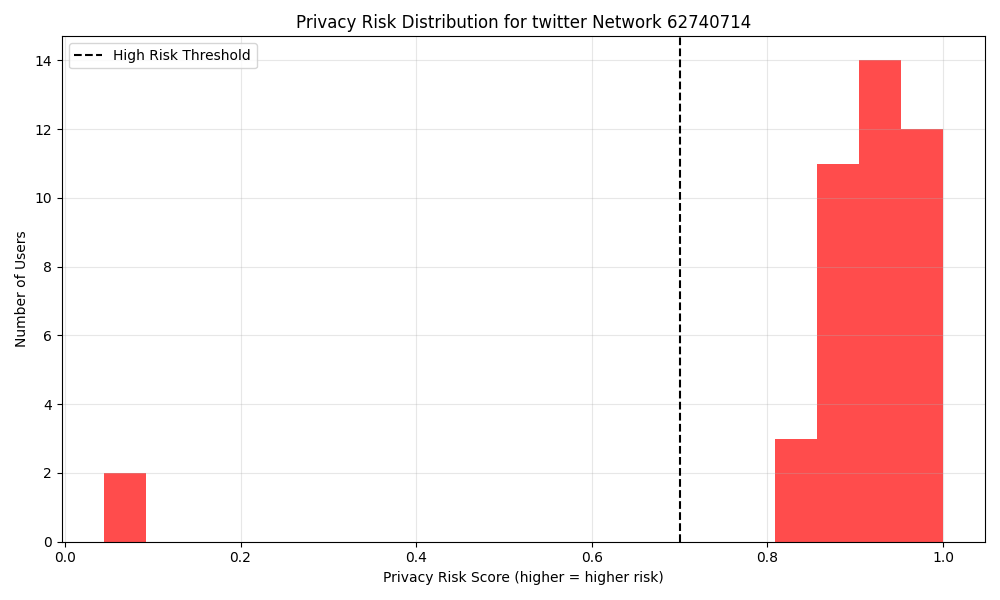 Privacy Risk Distribution for twitter Network 62740714
High Risk Threshold
Number of Users
14
12
10
8
6
4
2
0
0.0 0.2 0.4 0.6 0.8 1.0
Privacy Risk Score (higher = higher risk)